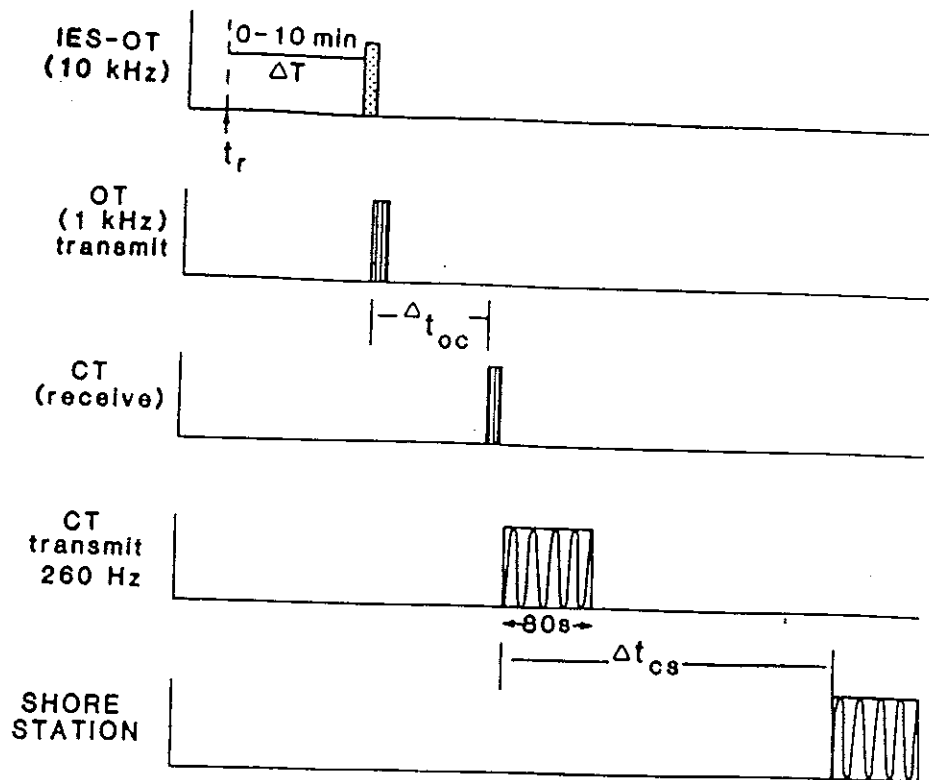 IES-OT
(10 kHz)
0-10 min
ΔT
t_r
OT
(1 kHz)
transmit
Δt_oc
CT
(receive)
CT
transmit
260 Hz
80s
Δt_cs
SHORE
STATION